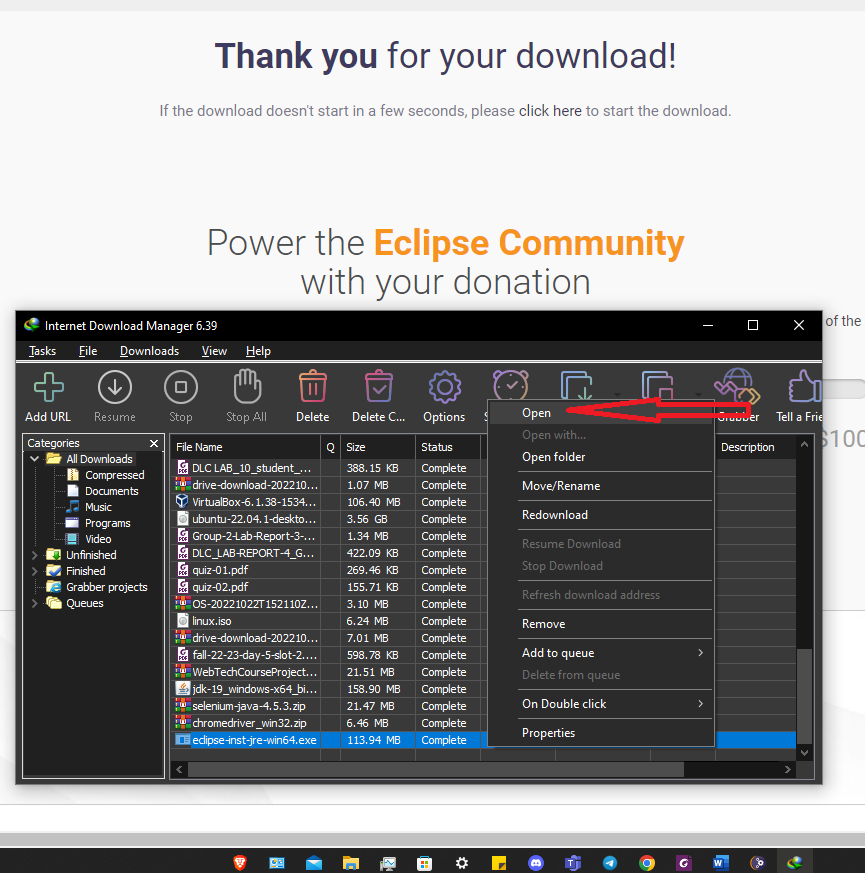 Thank you for your download!
If the download doesn't start in a few seconds, please click here to start the download.
Power the Eclipse Community
with your donation
of the
$100
Internet Download Manager 6.39
Tasks File Downloads View Help
Add URL Resume Stop Stop All Delete Delete C... Options Grabber Tell a Frie
Categories
All Downloads
Compressed
Documents
Music
Programs
Video
Unfinished
Finished
Grabber projects
Queues
File Name Q Size Status Description
DLC LAB_10_student_... 388.15 KB Complete
drive-download-202210... 1.07 MB Complete
VirtualBox-6.1.38-1534... 106.40 MB Complete
ubuntu-22.04.1-deskto... 3.56 GB Complete
Group-2-Lab-Report-3-... 1.34 MB Complete
DLC_LAB-REPORT-4_G... 422.09 KB Complete
quiz-01.pdf 269.46 KB Complete
quiz-02.pdf 155.71 KB Complete
OS-20221022T152110Z... 3.10 MB Complete
linux.iso 6.24 MB Complete
drive-download-202210... 7.01 MB Complete
fall-22-23-day-5-slot-2.... 598.78 KB Complete
WebTechCourseProject... 21.51 MB Complete
jdk-19_windows-x64_bi... 158.90 MB Complete
selenium-java-4.5.3.zip 21.47 MB Complete
chromedriver_win32.zip 6.46 MB Complete
eclipse-inst-jre-win64.exe 113.94 MB Complete
Open
Open with...
Open folder
Move/Rename
Redownload
Resume Download
Stop Download
Refresh download address
Remove
Add to queue
Delete from queue
On Double click
Properties